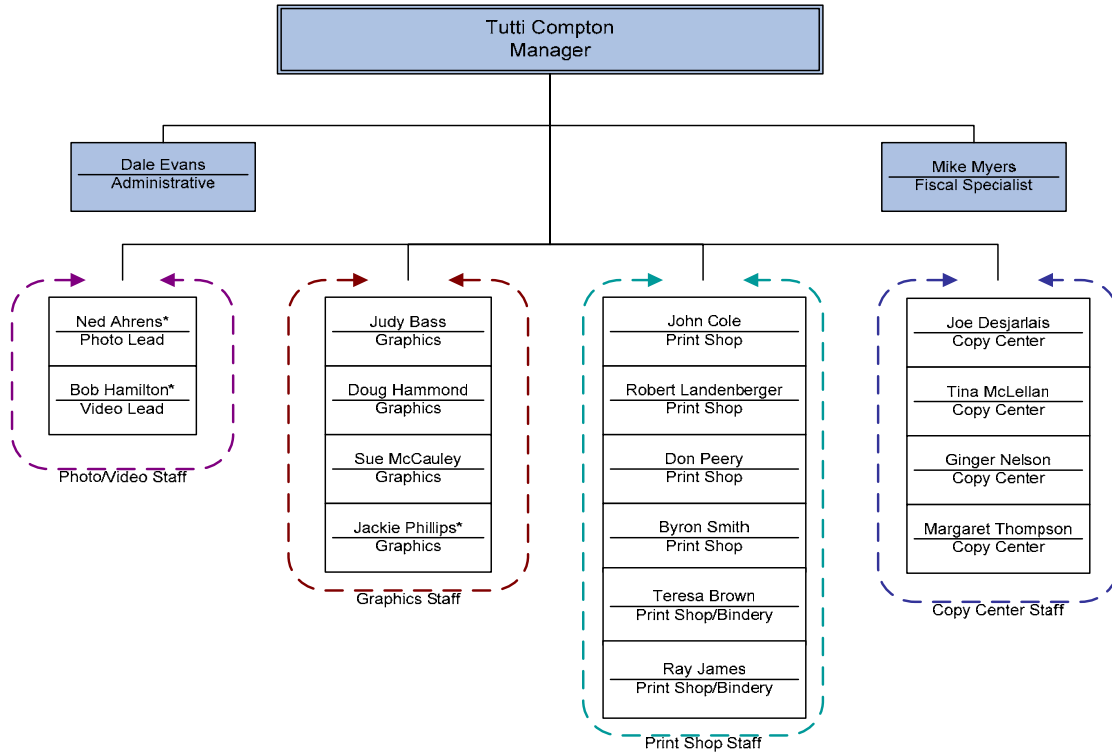 Tutti Compton
Manager
Dale Evans
Administrative
Mike Myers
Fiscal Specialist
Ned Ahrens*
Photo Lead
Bob Hamilton*
Video Lead
Photo/Video Staff
Judy Bass
Graphics
Doug Hammond
Graphics
Sue McCauley
Graphics
Jackie Phillips*
Graphics
Graphics Staff
John Cole
Print Shop
Robert Landenberger
Print Shop
Don Peery
Print Shop
Byron Smith
Print Shop
Teresa Brown
Print Shop/Bindery
Ray James
Print Shop/Bindery
Print Shop Staff
Joe Desjarlais
Copy Center
Tina McLellan
Copy Center
Ginger Nelson
Copy Center
Margaret Thompson
Copy Center
Copy Center Staff